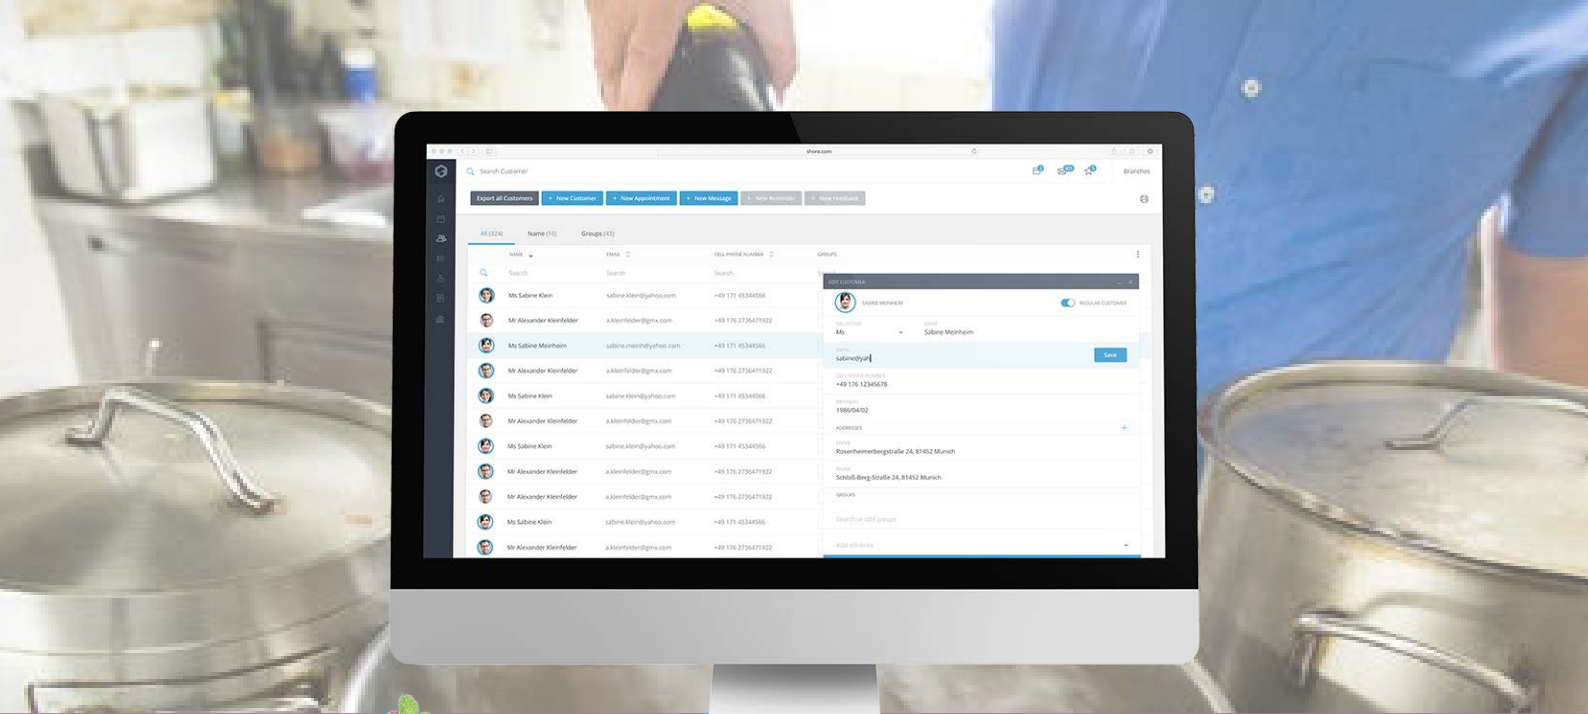 shore.com
Search Customer
Branches
Export all Customers + New Customer + New Appointment + New Message + New Reminder + New Feedback
All (324) Name (10) Groups (43)
NAME EMAIL CELL PHONE NUMBER GROUPS
Search Search Search
Ms Sabine Klein sabine.klein@yahoo.com +49 171 45344566
Mr Alexander Kleinfelder a.kleinfelder@gmx.com +49 176 2736471922
Ms Sabine Meinheim sabine.meinh@yahoo.com +49 171 45344566
Mr Alexander Kleinfelder a.kleinfelder@gmx.com +49 176 2736471922
Ms Sabine Klein sabine.klein@yahoo.com +49 171 45344566
Mr Alexander Kleinfelder a.kleinfelder@gmx.com +49 176 2736471922
Ms Sabine Klein sabine.klein@yahoo.com +49 171 45344566
Mr Alexander Kleinfelder a.kleinfelder@gmx.com +49 176 2736471922
Mr Alexander Kleinfelder a.kleinfelder@gmx.com +49 176 2736471922
Ms Sabine Klein sabine.klein@yahoo.com +49 171 45344566
Mr Alexander Kleinfelder a.kleinfelder@gmx.com +49 176 2736471922
EDIT CUSTOMER
SABINE MEINHEIM REGULAR CUSTOMER
NAME
Ms Sabine Meinheim
EMAIL
sabine@yah Save
CELL PHONE NUMBER
+49 176 12345678
BIRTHDAY
1986/04/02
ADDRESSES +
Rosenheimerbergstraße 24, 81452 Munich
Schloß-Berg-Straße 24, 81452 Munich
GROUPS
Search or add groups
Add attribute